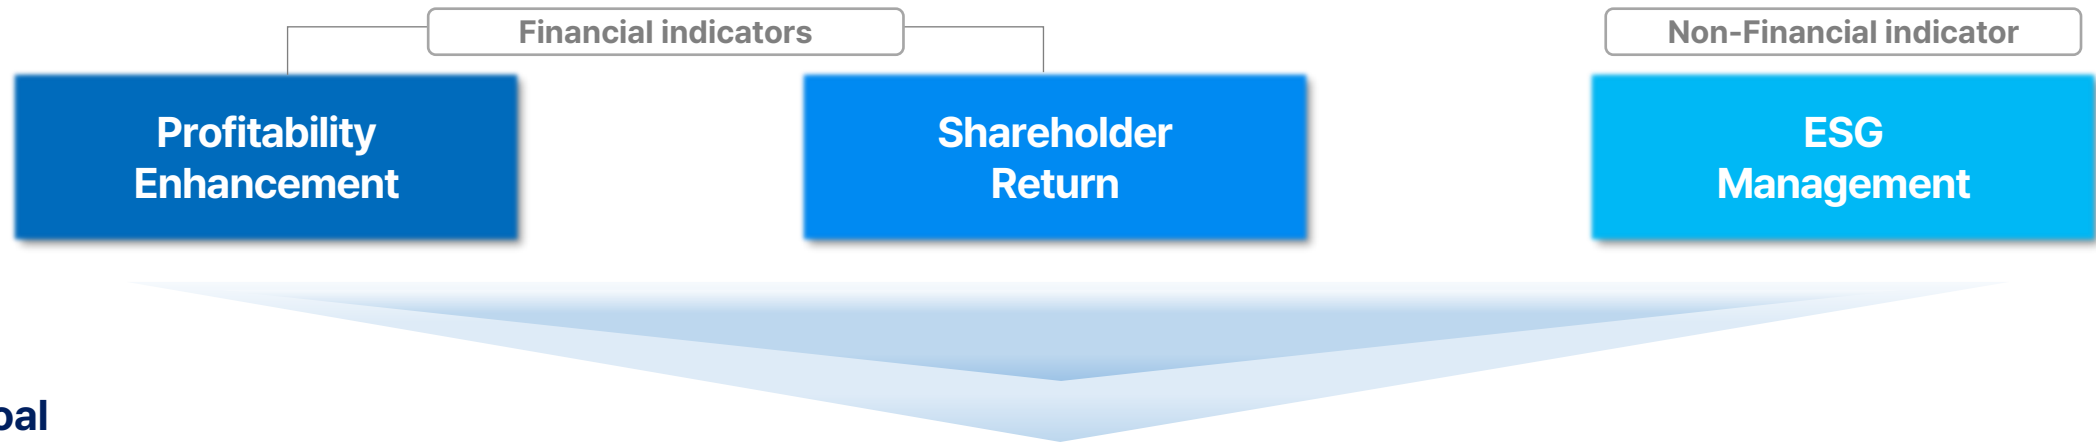 Financial indicators
Non-Financial indicator
Profitability
Enhancement
Shareholder
Return
ESG
Management